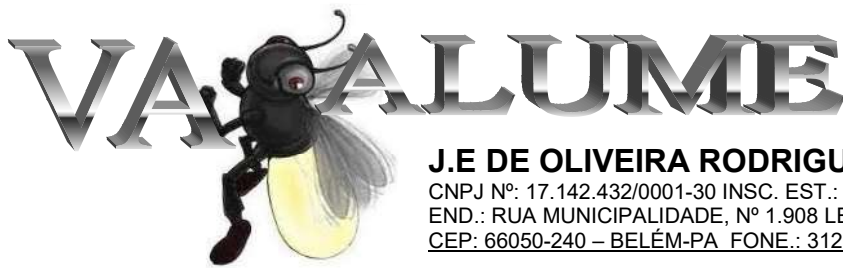 VA ALUME
J.E DE OLIVEIRA RODRIGU
CNPJ Nº: 17.142.432/0001-30 INSC. EST.:
END.: RUA MUNICIPALIDADE, Nº 1.908 LE
CEP: 66050-240 – BELÉM-PA FONE.: 312